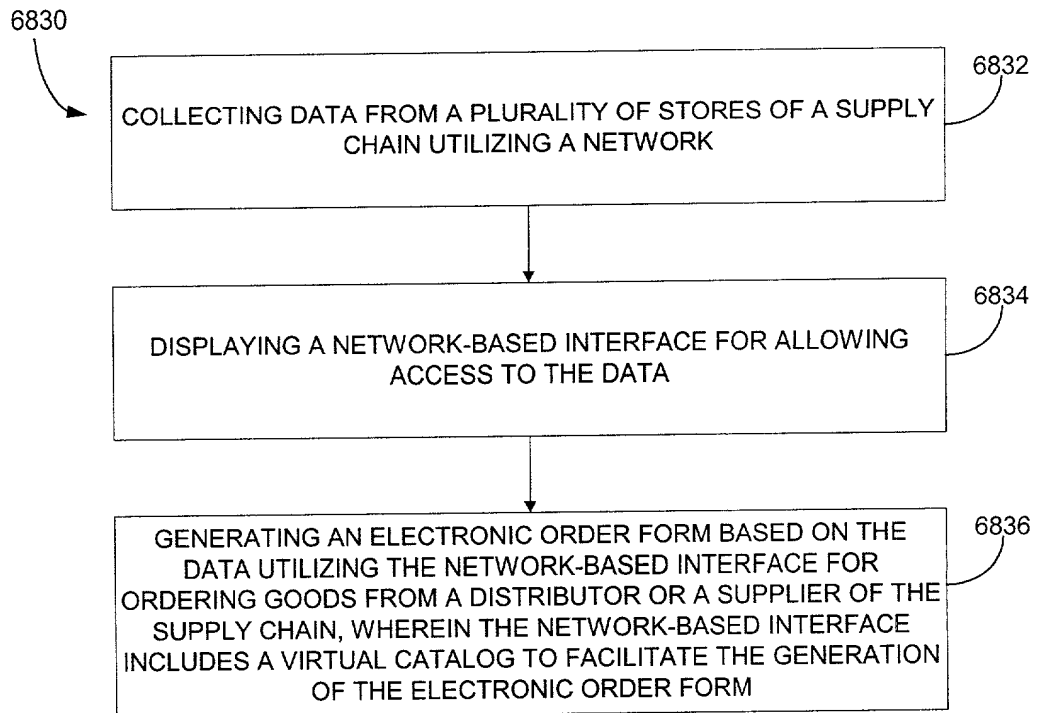 6830
6832
COLLECTING DATA FROM A PLURALITY OF STORES OF A SUPPLY
CHAIN UTILIZING A NETWORK
6834
DISPLAYING A NETWORK-BASED INTERFACE FOR ALLOWING
ACCESS TO THE DATA
6836
GENERATING AN ELECTRONIC ORDER FORM BASED ON THE
DATA UTILIZING THE NETWORK-BASED INTERFACE FOR
ORDERING GOODS FROM A DISTRIBUTOR OR A SUPPLIER OF THE
SUPPLY CHAIN, WHEREIN THE NETWORK-BASED INTERFACE
INCLUDES A VIRTUAL CATALOG TO FACILITATE THE GENERATION
OF THE ELECTRONIC ORDER FORM